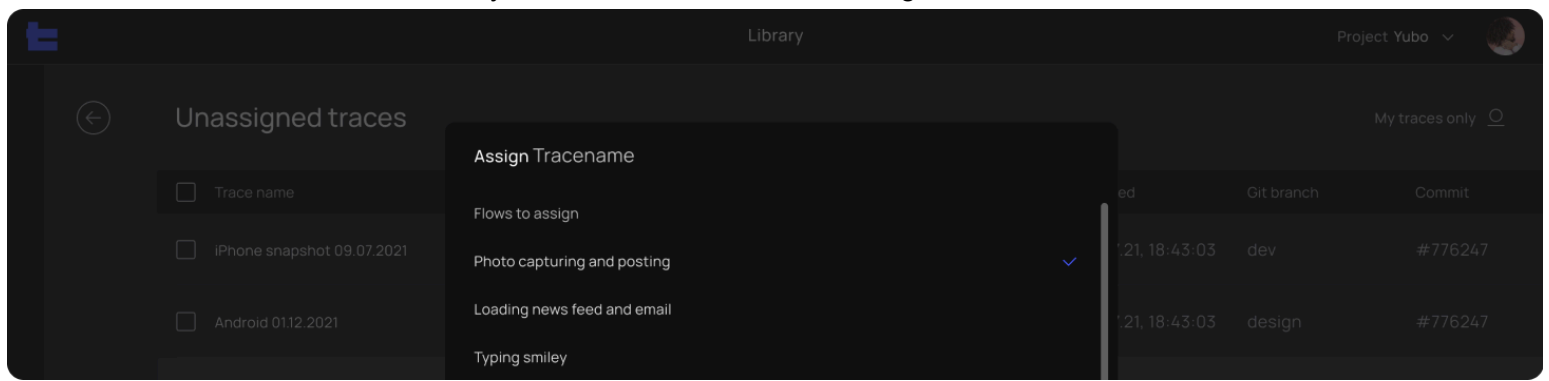 Library
Project Yubo
Unassigned traces
My traces only
Assign Tracename
Trace name
ed
Git branch
Commit
Flows to assign
iPhone snapshot 09.07.2021
Photo capturing and posting
.21, 18:43:03
dev
#776247
Loading news feed and email
Android 01.12.2021
.21, 18:43:03
design
#776247
Typing smiley